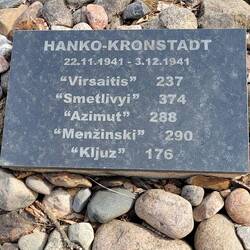 HANKO-KRONSTADT
22.11.1941 - 3.12.1941
“Virsaitis” 237
“Smetlivyi” 374
“Azimut” 288
“Menžinski” 290
“Kljuz” 176